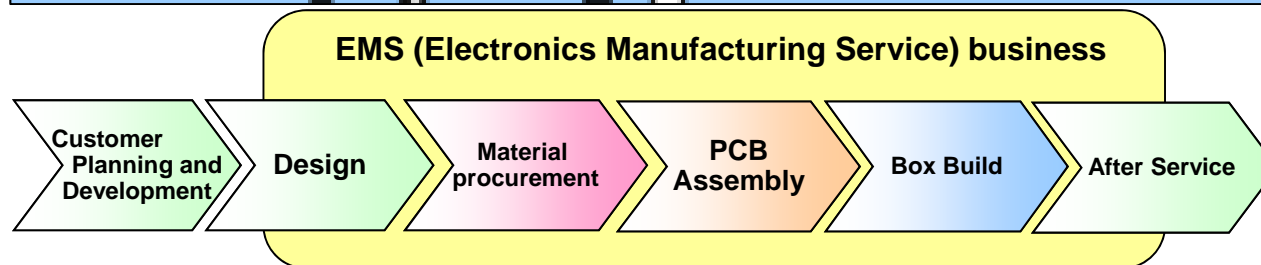 EMS (Electronics Manufacturing Service) business
Customer
Planning and
Development
Design
Material
procurement
PCB
Assembly
Box Build
After Service